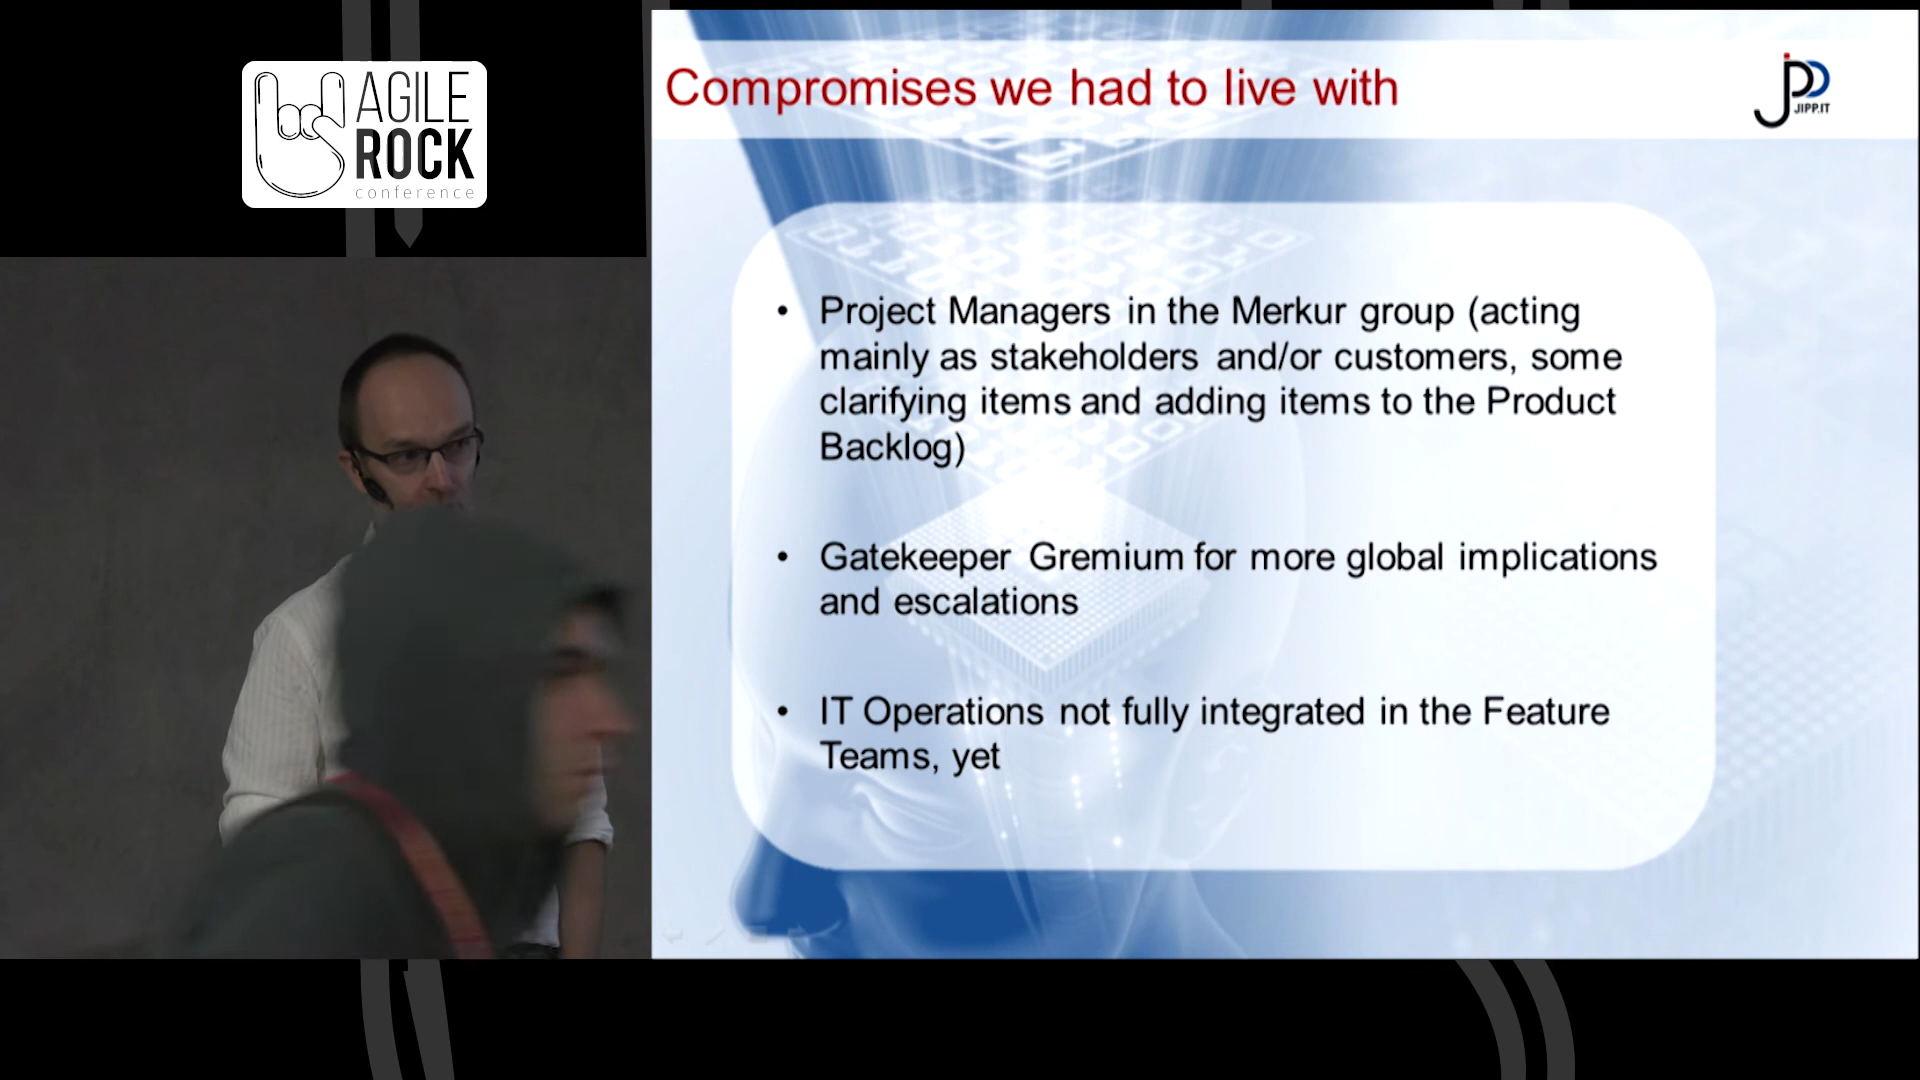 AGILE
ROCK
conference
Compromises we had to live with
JIPP.IT
• Project Managers in the Merkur group (acting
mainly as stakeholders and/or customers, some
clarifying items and adding items to the Product
Backlog)
• Gatekeeper Gremium for more global implications
and escalations
• IT Operations not fully integrated in the Feature
Teams, yet